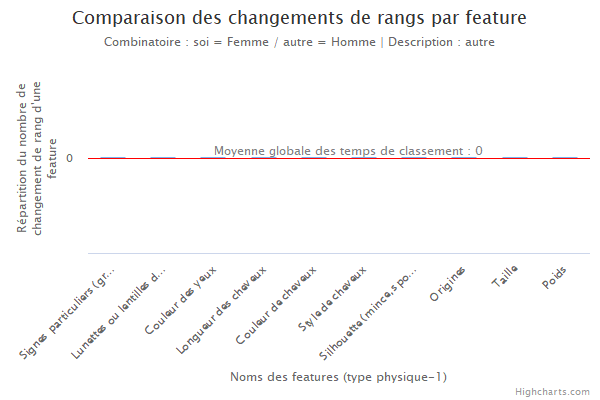 Comparaison des changements de rangs par feature
Combinatoire : soi = Femme / autre = Homme | Description : autre
Répartition du nombre de
changement de rang d'une
feature
0
Moyenne globale des temps de classement : 0
Signes particuliers (gr...
Lunettes ou lentilles d...
Couleur des yeux
Longueur des cheveux
Couleur de cheveux
Style de cheveux
Silhouette (mince,s po...
Origines
Taille
Poids
Noms des features (type physique-1)
Highcharts.com